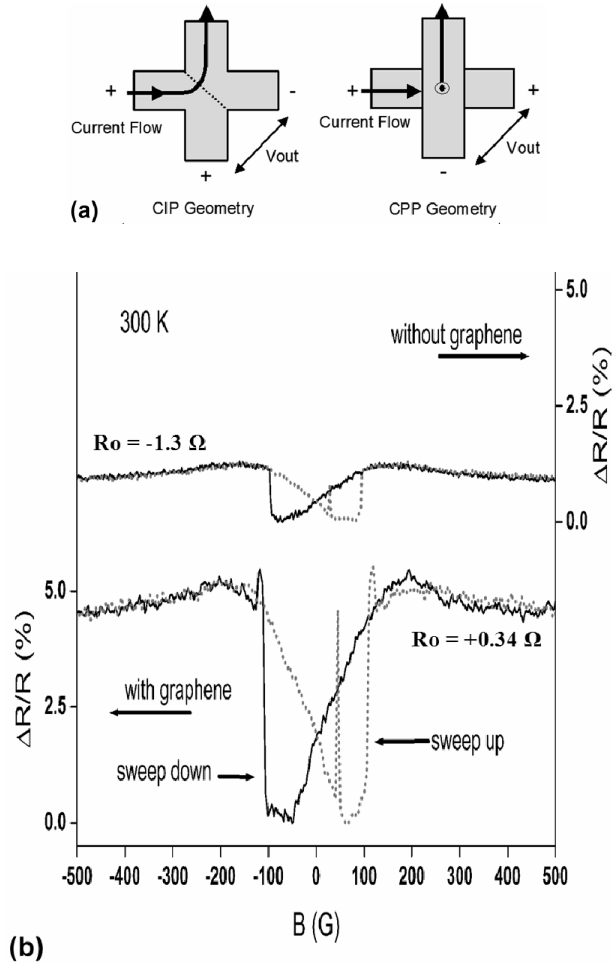 + - Current Flow Vout +
+ + Current Flow Vout -
(a) CIP Geometry CPP Geometry
5.0
300 K
without graphene
2.5
ΔR/R (%)
Ro = -1.3 Ω
0.0
5.0
Ro = +0.34 Ω
ΔR/R (%)
with graphene
2.5
sweep up
sweep down
0.0
-500 -400 -300 -200 -100 0 100 200 300 400 500
B (G)
(b)